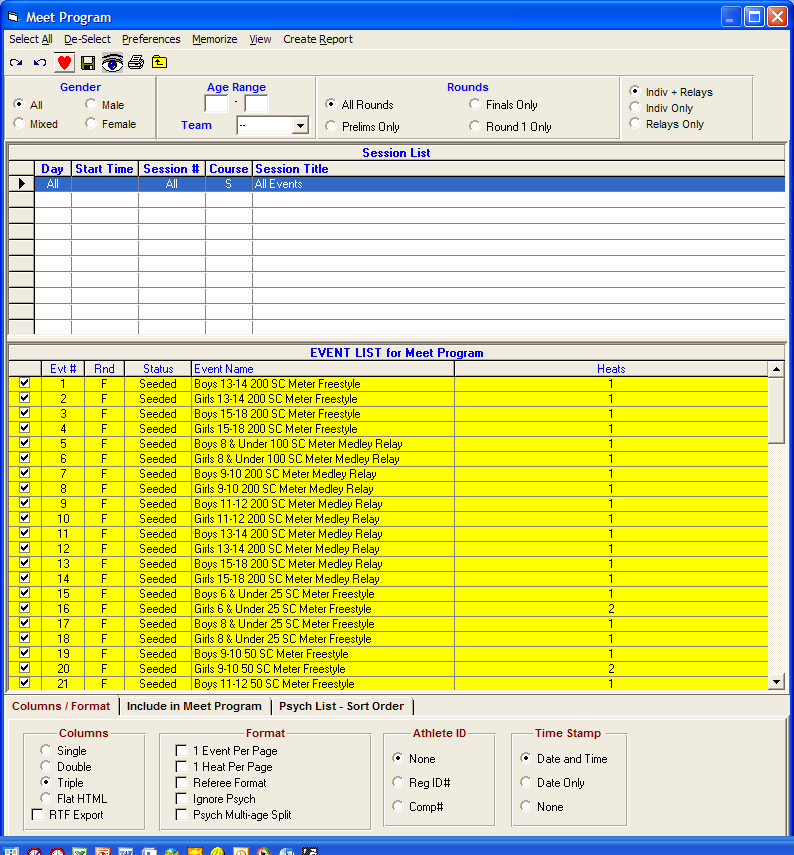 Meet Program
Select All De-Select Preferences Memorize View Create Report
Gender
All Male
Mixed Female
Age Range
-
Team --
Rounds
All Rounds Finals Only
Prelims Only Round 1 Only
Indiv + Relays
Indiv Only
Relays Only
Session List
Day Start Time Session # Course Session Title
All All S All Events
EVENT LIST for Meet Program
Evt # Rnd Status Event Name Heats
1 F Seeded Boys 13-14 200 SC Meter Freestyle 1
2 F Seeded Girls 13-14 200 SC Meter Freestyle 1
3 F Seeded Boys 15-18 200 SC Meter Freestyle 1
4 F Seeded Girls 15-18 200 SC Meter Freestyle 1
5 F Seeded Boys 8 & Under 100 SC Meter Medley Relay 1
6 F Seeded Girls 8 & Under 100 SC Meter Medley Relay 1
7 F Seeded Boys 9-10 200 SC Meter Medley Relay 1
8 F Seeded Girls 9-10 200 SC Meter Medley Relay 1
9 F Seeded Boys 11-12 200 SC Meter Medley Relay 1
10 F Seeded Girls 11-12 200 SC Meter Medley Relay 1
11 F Seeded Boys 13-14 200 SC Meter Medley Relay 1
12 F Seeded Girls 13-14 200 SC Meter Medley Relay 1
13 F Seeded Boys 15-18 200 SC Meter Medley Relay 1
14 F Seeded Girls 15-18 200 SC Meter Medley Relay 1
15 F Seeded Boys 6 & Under 25 SC Meter Freestyle 1
16 F Seeded Girls 6 & Under 25 SC Meter Freestyle 2
17 F Seeded Boys 8 & Under 25 SC Meter Freestyle 1
18 F Seeded Girls 8 & Under 25 SC Meter Freestyle 1
19 F Seeded Boys 9-10 50 SC Meter Freestyle 1
20 F Seeded Girls 9-10 50 SC Meter Freestyle 2
21 F Seeded Boys 11-12 50 SC Meter Freestyle 1
Columns / Format Include in Meet Program Psych List - Sort Order
Columns
Single
Double
Triple
Flat HTML
RTF Export
Format
1 Event Per Page
1 Heat Per Page
Referee Format
Ignore Psych
Psych Multi-age Split
Athlete ID
None
Reg ID#
Comp#
Time Stamp
Date and Time
Date Only
None